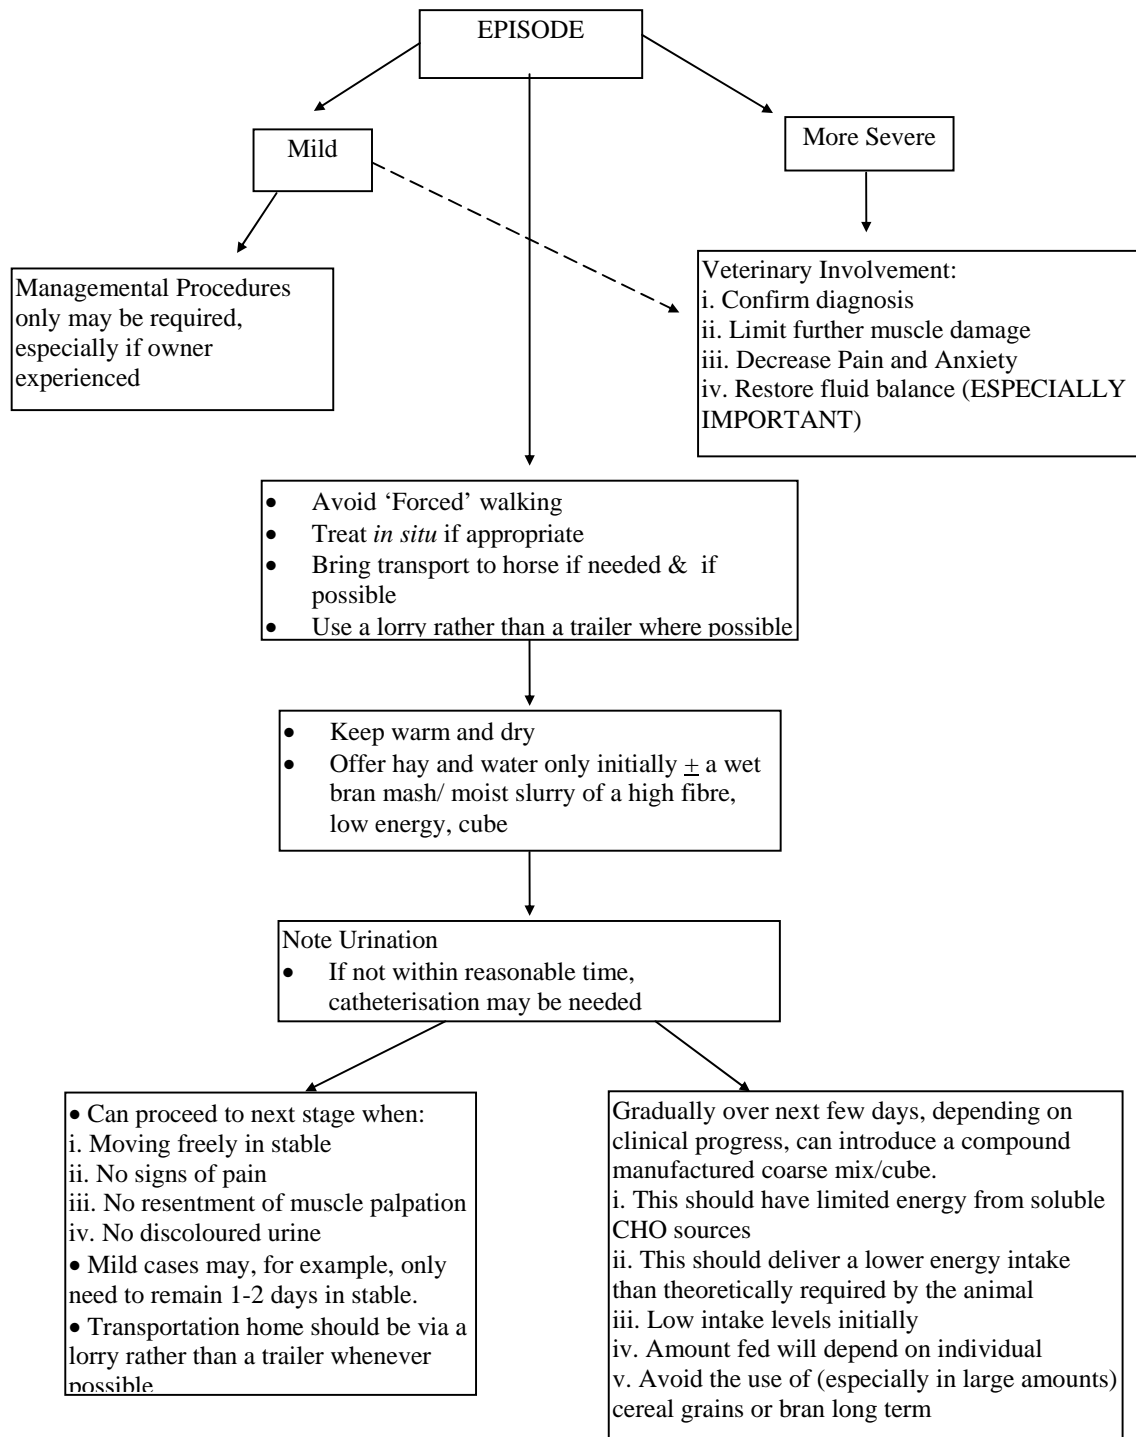 EPISODE
Mild
More Severe
Managemental Procedures
only may be required,
especially if owner
experienced
Veterinary Involvement:
i. Confirm diagnosis
ii. Limit further muscle damage
iii. Decrease Pain and Anxiety
iv. Restore fluid balance (ESPECIALLY
IMPORTANT)
• Avoid ‘Forced’ walking
• Treat in situ if appropriate
• Bring transport to horse if needed & if
possible
• Use a lorry rather than a trailer where possible
• Keep warm and dry
• Offer hay and water only initially + a wet
bran mash/ moist slurry of a high fibre,
low energy, cube
Note Urination
• If not within reasonable time,
catheterisation may be needed
• Can proceed to next stage when:
i. Moving freely in stable
ii. No signs of pain
iii. No resentment of muscle palpation
iv. No discoloured urine
• Mild cases may, for example, only
need to remain 1-2 days in stable.
• Transportation home should be via a
lorry rather than a trailer whenever
possible
Gradually over next few days, depending on
clinical progress, can introduce a compound
manufactured coarse mix/cube.
i. This should have limited energy from soluble
CHO sources
ii. This should deliver a lower energy intake
than theoretically required by the animal
iii. Low intake levels initially
iv. Amount fed will depend on individual
v. Avoid the use of (especially in large amounts)
cereal grains or bran long term